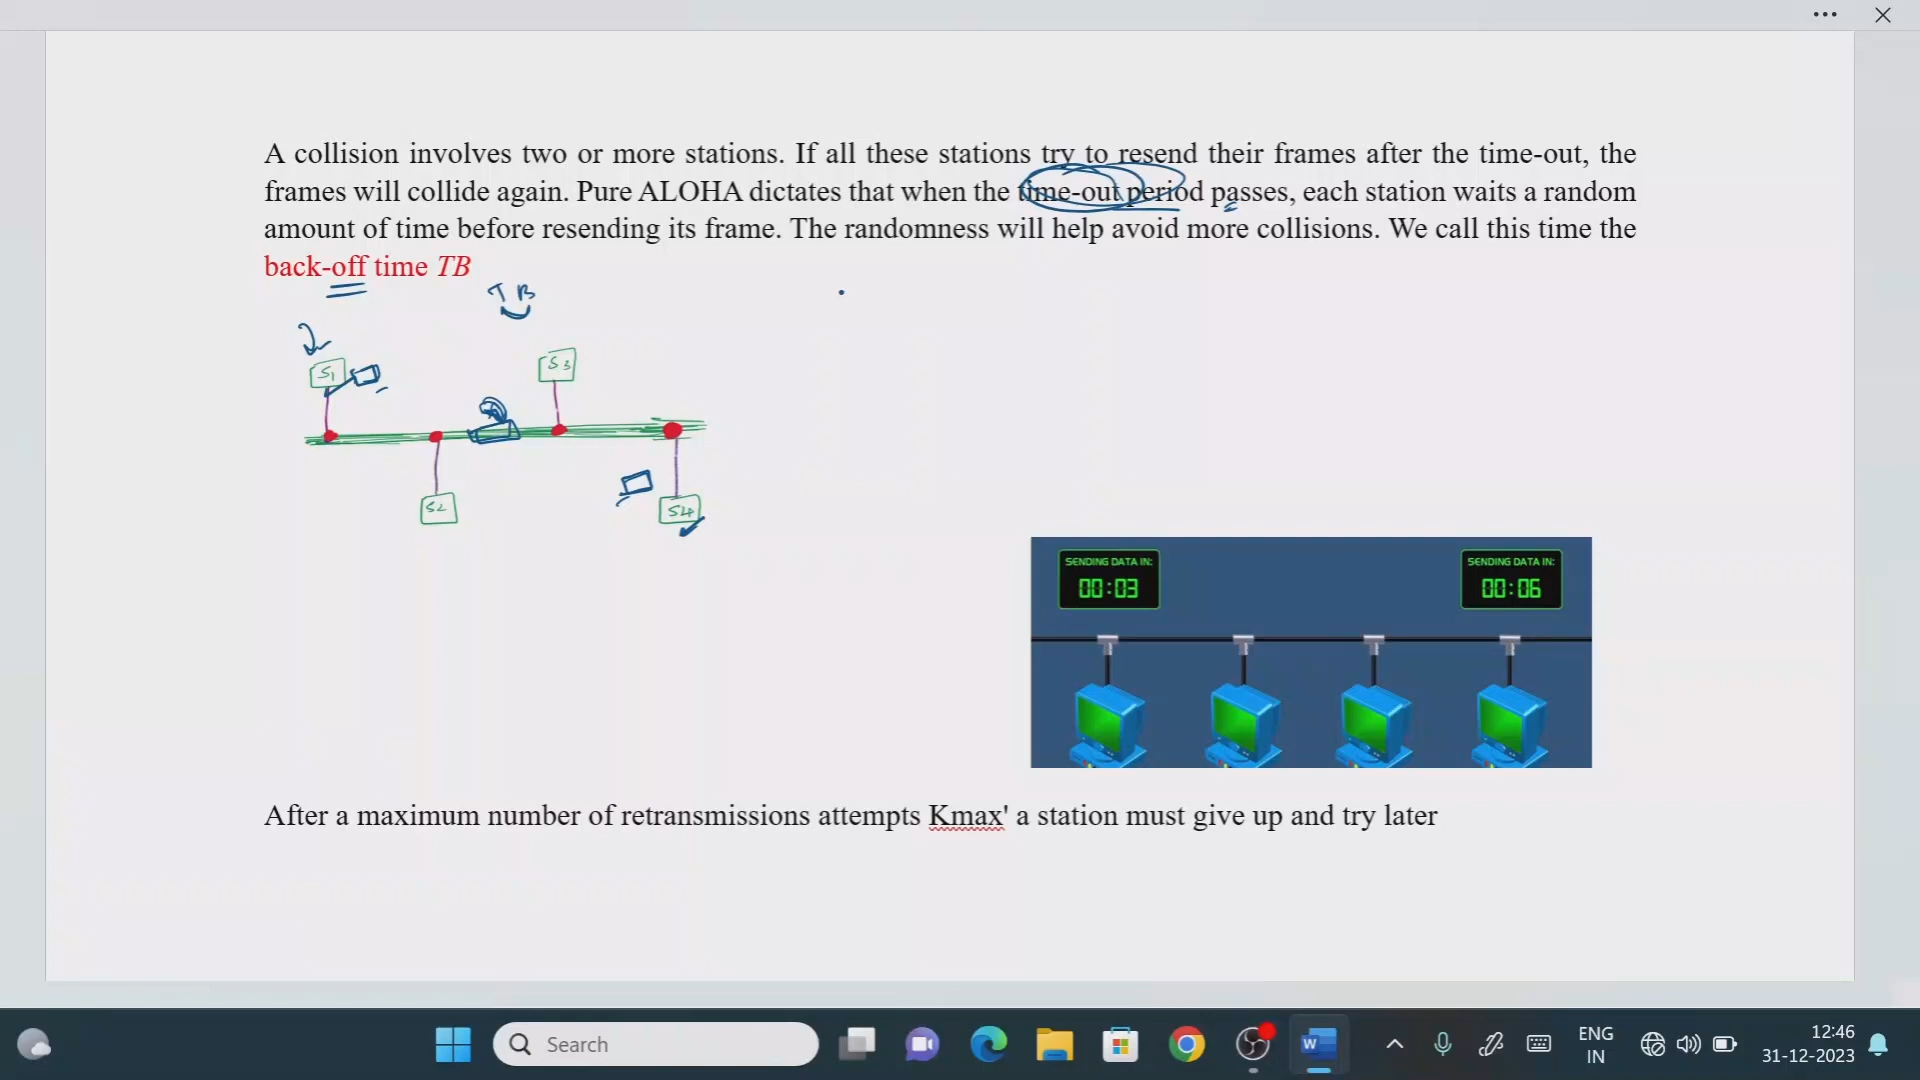 A collision involves two or more stations. If all these stations try to resend their frames after the time-out, the
frames will collide again. Pure ALOHA dictates that when the time-out period passes, each station waits a random
amount of time before resending its frame. The randomness will help avoid more collisions. We call this time the
back-off time TB
TB
S1
S3
S2
S4
SENDING DATA IN:
00:03
SENDING DATA IN:
00:06
After a maximum number of retransmissions attempts Kmax' a station must give up and try later
Search
ENG
IN
12:46
31-12-2023